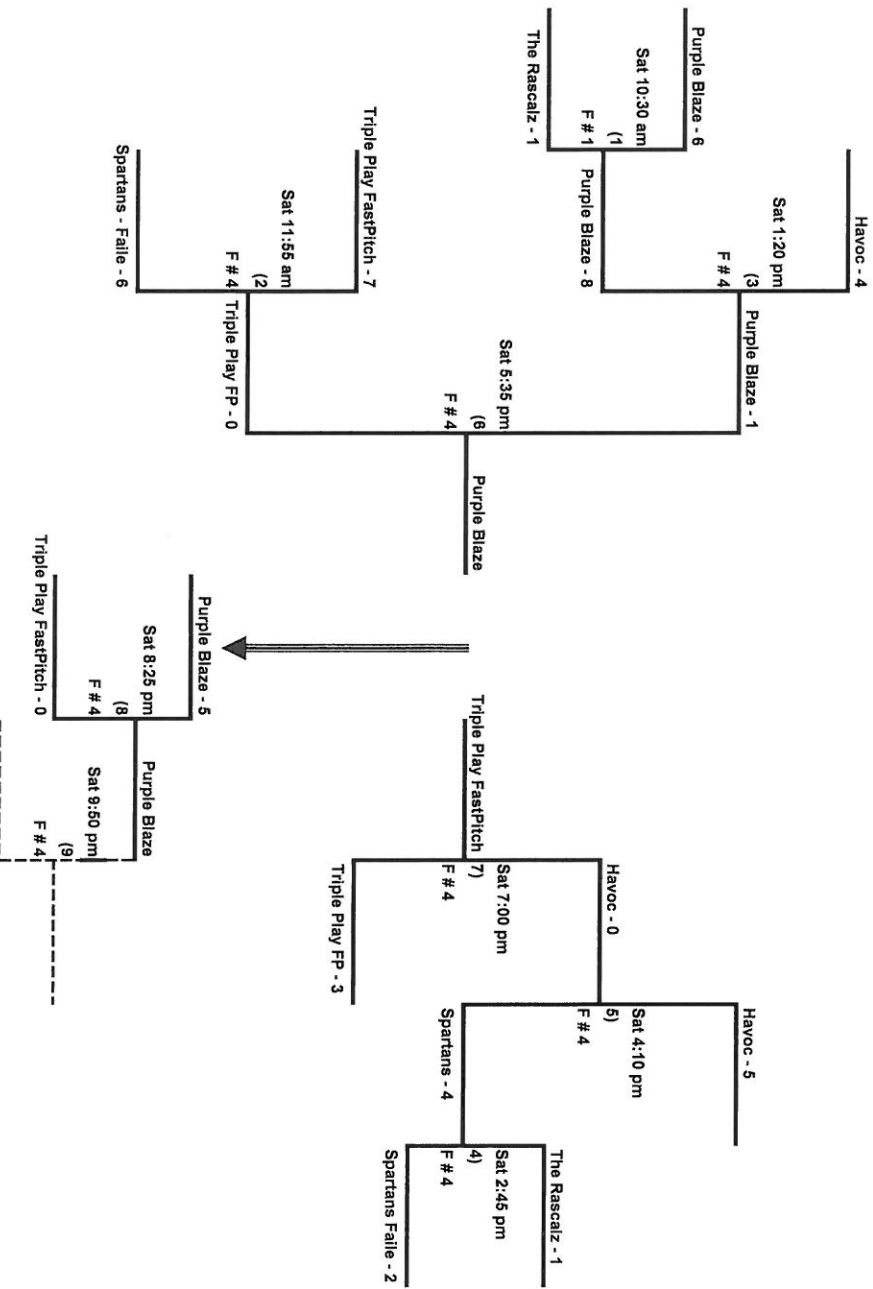 Havoc - 4
Sat 1:20 pm
(3
F # 4
Purple Blaze - 1
Purple Blaze - 6
Sat 10:30 am
(1
F # 1
Purple Blaze - 8
The Rascalz - 1
Sat 5:35 pm
(6
F # 4
Purple Blaze
Triple Play FastPitch - 7
Sat 11:55 am
(2
F # 4
Triple Play FP - 0
Spartans - Faile - 6
Havoc - 5
Sat 4:10 pm
5)
F # 4
Havoc - 0
The Rascalz - 1
Sat 2:45 pm
4)
F # 4
Spartans - 4
Spartans Faile - 2
Sat 7:00 pm
7)
F # 4
Triple Play FastPitch
Triple Play FP - 3
Purple Blaze - 5
Sat 8:25 pm
(8
F # 4
Purple Blaze
Triple Play FastPitch - 0
Sat 9:50 pm
(9
F # 4